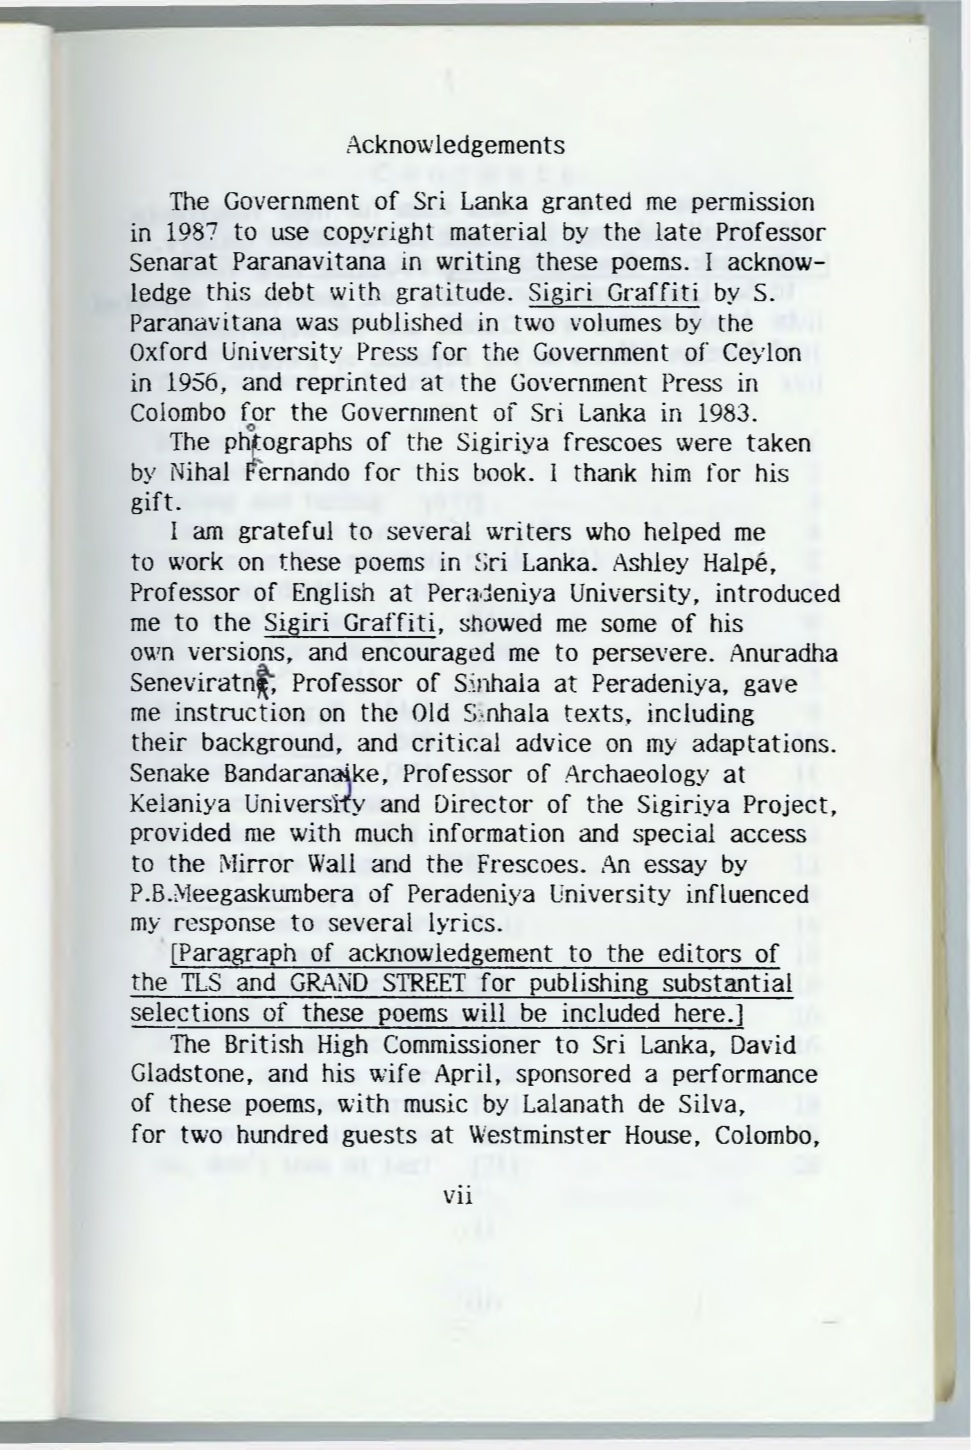 Acknowledgements
The Government of Sri Lanka granted me permission
in 1987 to use copyright material by the late Professor
Senarat Paranavitana in writing these poems. I acknow-
ledge this debt with gratitude. Sigiri Graffiti by S.
Paranavitana was published in two volumes by the
Oxford University Press for the Government of Ceylon
in 1956, and reprinted at the Government Press in
Colombo for the Government of Sri Lanka in 1983.
The photographs of the Sigiriya frescoes were taken
by Nihal Fernando for this book. I thank him for his
gift.
I am grateful to several writers who helped me
to work on these poems in Sri Lanka. Ashley Halpé,
Professor of English at Peradeniya University, introduced
me to the Sigiri Graffiti, showed me some of his
own versions, and encouraged me to persevere. Anuradha
Seneviratna, Professor of Sinhala at Peradeniya, gave
me instruction on the Old Sinhala texts, including
their background, and critical advice on my adaptations.
Senake Bandaranaike, Professor of Archaeology at
Kelaniya University and Director of the Sigiriya Project,
provided me with much information and special access
to the Mirror Wall and the Frescoes. An essay by
P.B.Meegaskumbera of Peradeniya University influenced
my response to several lyrics.
[Paragraph of acknowledgement to the editors of
the TLS and GRAND STREET for publishing substantial
selections of these poems will be included here.]
The British High Commissioner to Sri Lanka, David
Gladstone, and his wife April, sponsored a performance
of these poems, with music by Lalanath de Silva,
for two hundred guests at Westminster House, Colombo,
vii